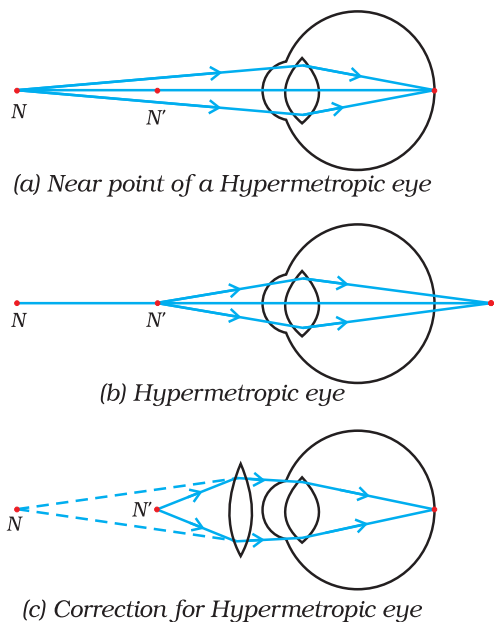 N
N′
(a) Near point of a Hypermetropic eye
N
N′
(b) Hypermetropic eye
N
N′
(c) Correction for Hypermetropic eye